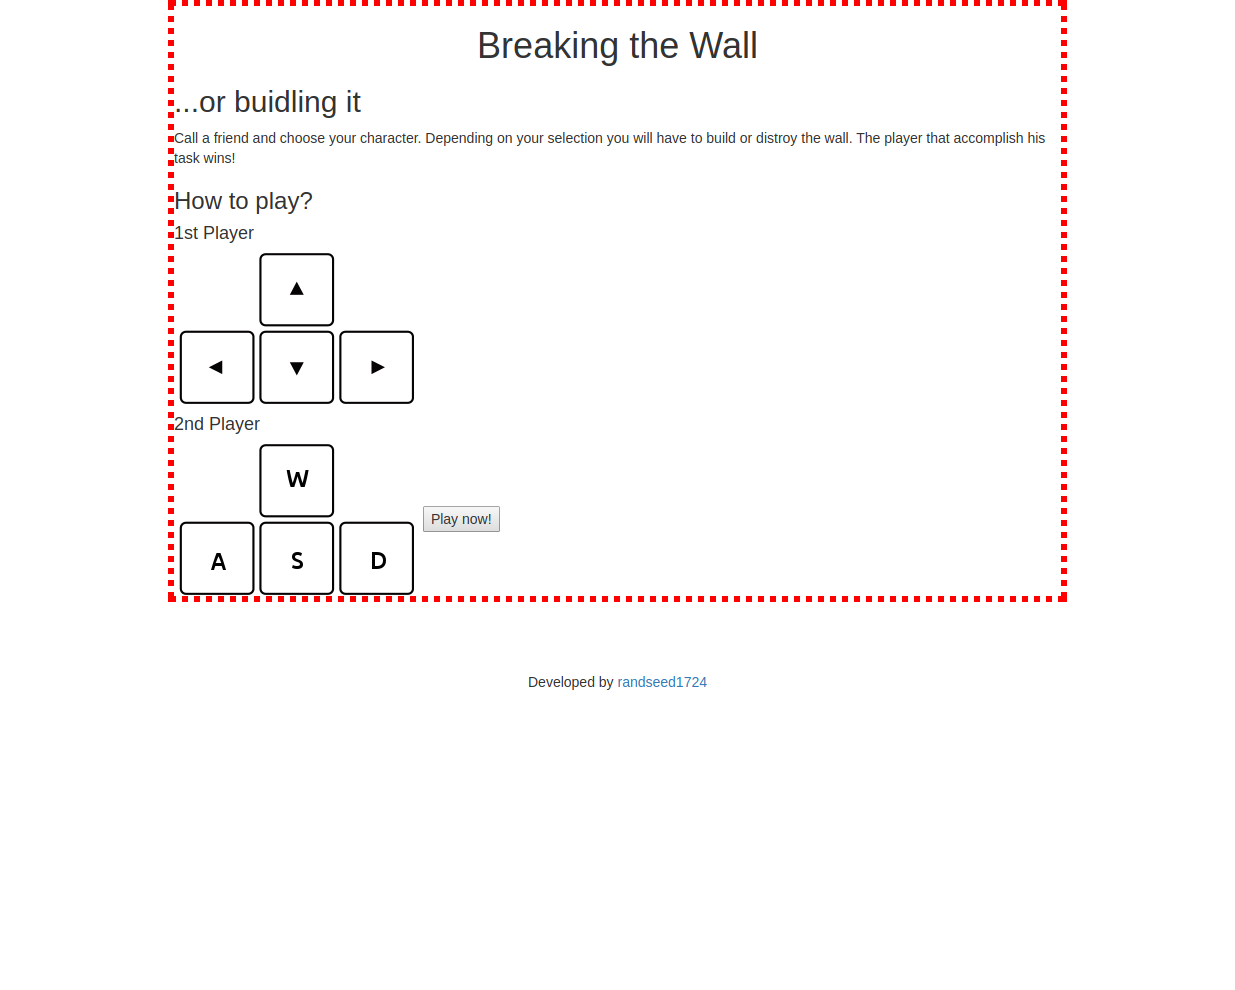 Breaking the Wall
...or buidling it
Call a friend and choose your character. Depending on your selection you will have to build or distroy the wall. The player that accomplish his
task wins!
How to play?
1st Player
▲
◄ ▼ ►
2nd Player
W
A S D
Play now!
Developed by randseed1724